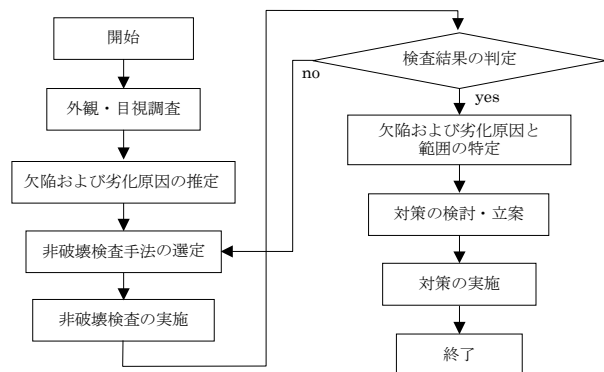 開始
外観・目視調査
欠陥および劣化原因の推定
非破壊検査手法の選定
非破壊検査の実施
検査結果の判定
no
yes
欠陥および劣化原因と
範囲の特定
対策の検討・立案
対策の実施
終了